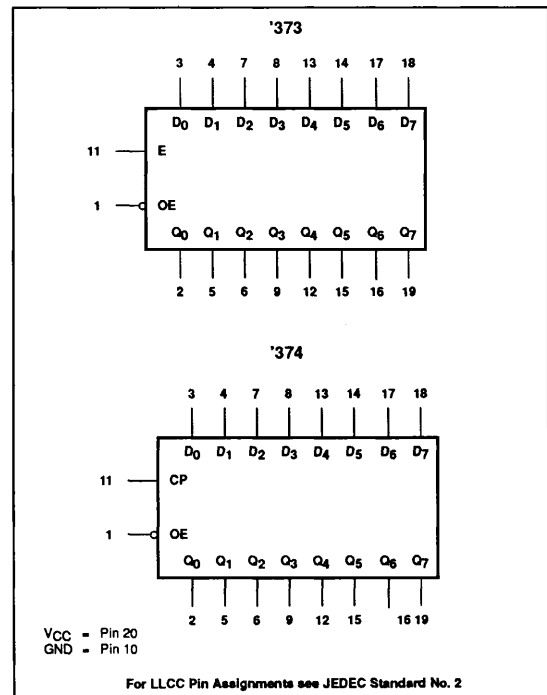 '373
3 4 7 8 13 14 17 18
D0 D1 D2 D3 D4 D5 D6 D7
11 E
1 OE
Q0 Q1 Q2 Q3 Q4 Q5 Q6 Q7
2 5 6 9 12 15 16 19
'374
3 4 7 8 13 14 17 18
D0 D1 D2 D3 D4 D5 D6 D7
11 CP
1 OE
Q0 Q1 Q2 Q3 Q4 Q5 Q6 Q7
2 5 6 9 12 15 16 19
VCC = Pin 20
GND = Pin 10
For LLCC Pin Assignments see JEDEC Standard No. 2